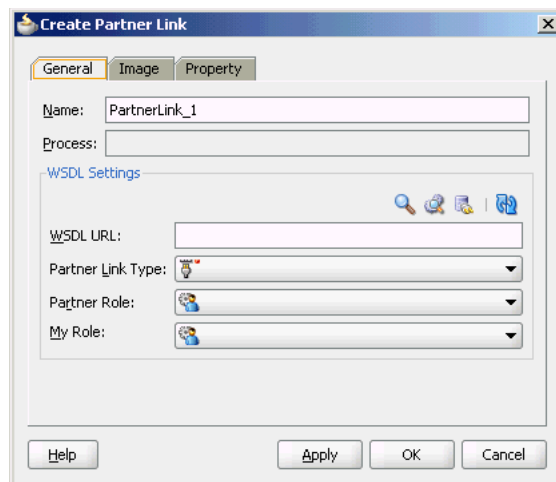 Create Partner Link
General Image Property
Name: PartnerLink_1
Process:
WSDL Settings
WSDL URL:
Partner Link Type:
Partner Role:
My Role:
Help Apply OK Cancel